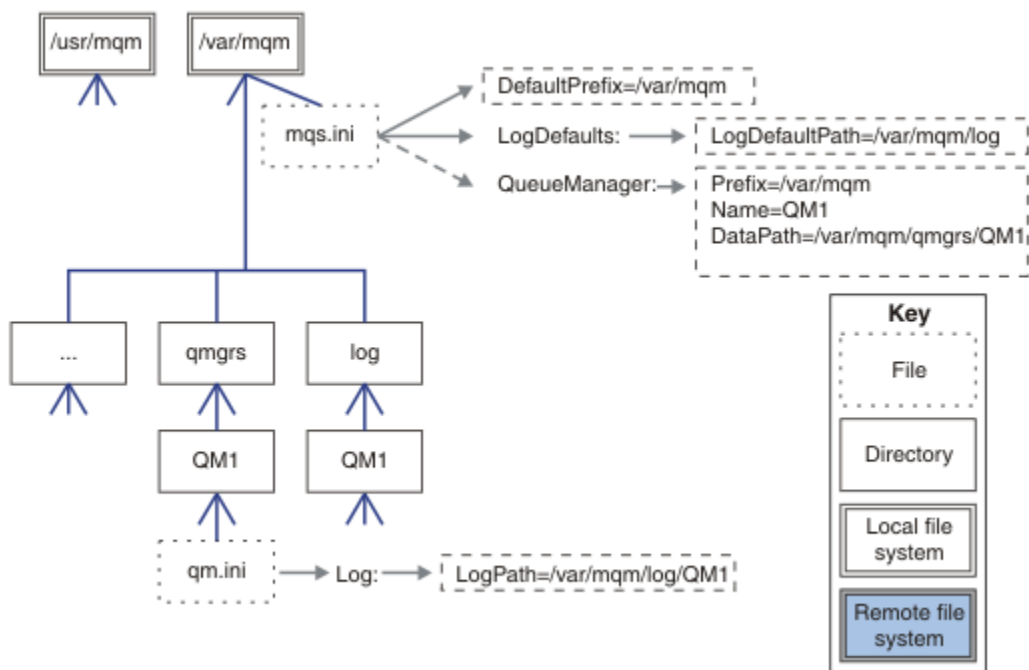 /usr/mqm
/var/mqm
mqs.ini
DefaultPrefix=/var/mqm
LogDefaults:
LogDefaultPath=/var/mqm/log
QueueManager:
Prefix=/var/mqm
Name=QM1
DataPath=/var/mqm/qmgrs/QM1
...
qmgrs
log
QM1
QM1
qm.ini
Log:
LogPath=/var/mqm/log/QM1
Key
File
Directory
Local file
system
Remote file
system